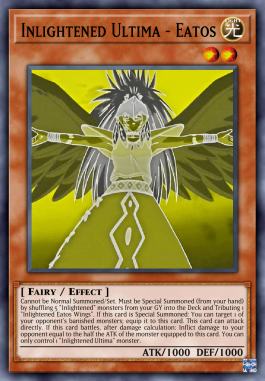 Inlightened Ultima - Eatos
LIGHT
光
[ Fairy / Effect ]
Cannot be Normal Summoned/Set. Must be Special Summoned (from your hand)
by shuffling 5 "Inlightened" monsters from your GY into the Deck and Tributing 1
"Inlightened Eatos Wings". If this card is Special Summoned: You can target 1 of
your opponent's banished monsters; equip it to this card. This card can attack
directly. If this card battles, after damage calculation: Inflict damage to your
opponent equal to the half the ATK of the monster equipped to this card. You can
only control 1 "Inlightened Ultima" monster.
ATK/1000 DEF/1000